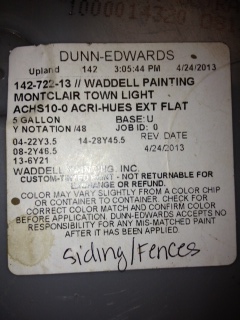 DUNN-EDWARDS
Upland 142 3:05:44 PM 4/24/2013
142-722-13 // WADDELL PAINTING
MONTCLAIR TOWN LIGHT
ACHS10-0 ACRI-HUES EXT FLAT
5 GALLON BASE: U
Y NOTATION /48 JOB ID: 0
04-22Y3.5 14-28Y45.5 REV. DATE
08-2Y46.5 4/24/2013
13-6Y21
WADDELL INC.
CUSTOM-TINTED PAINT - NOT RETURNABLE FOR
EXCHANGE OR REFUND.
COLOR MAY VARY SLIGHTLY FROM A COLOR CHIP
OR CONTAINER TO CONTAINER. CHECK FOR
CORRECT COLOR MATCH AND CONFIRM COLOR
BEFORE APPLICATION. DUNN-EDWARDS ACCEPTS NO
RESPONSIBILITY FOR ANY MIS-MATCHED PAINT
AFTER IT HAS BEEN APPLIED.
Siding/Fences